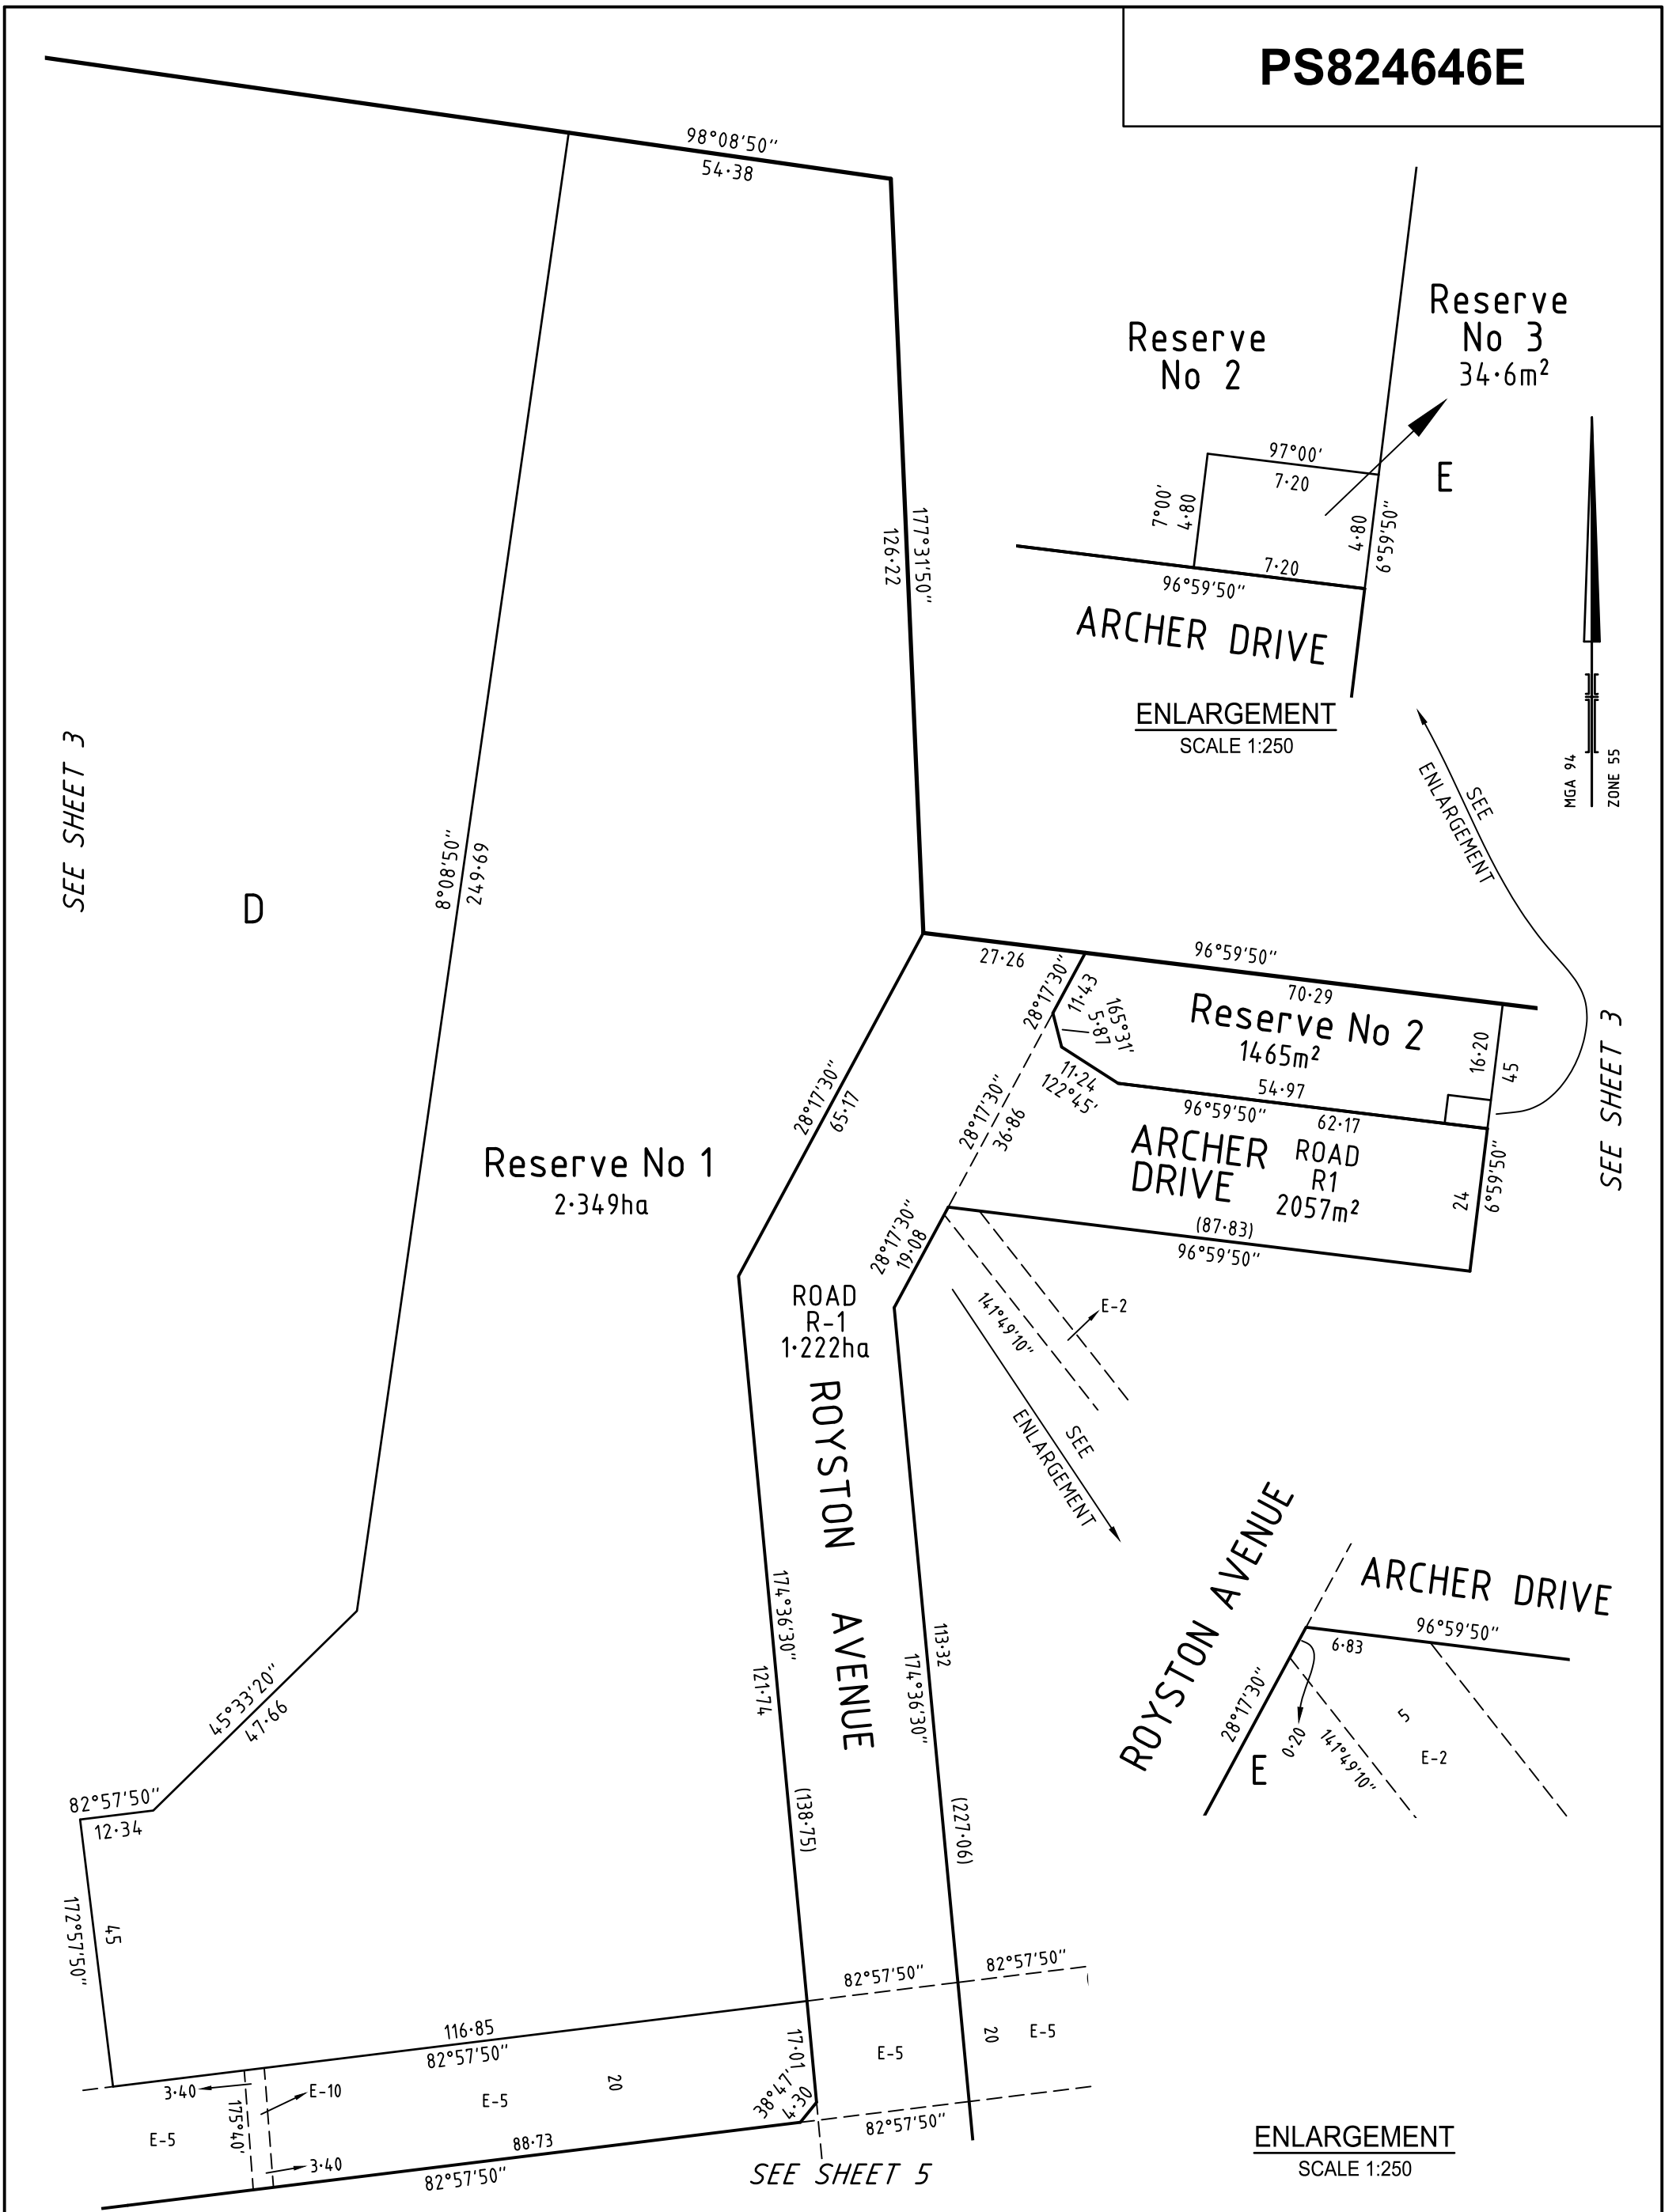 PS824646E
98°08'50"
54·38
Reserve
No 2
Reserve
No 3
34·6m²
97°00'
7·20
7°00'
4·80
4·80
6°59'50"
E
7·20
96°59'50"
ARCHER DRIVE
ENLARGEMENT
SCALE 1:250
MGA 94
ZONE 55
177°31'50"
126·22
SEE SHEET 3
D
8°08'50"
249·69
SEE
ENLARGEMENT
27·26
96°59'50"
70·29
28°17'30"
11·43
165°31'
5·87
11·24
122°45'
Reserve No 2
1465m²
16·20
45
54·97
96°59'50"
62·17
SEE SHEET 3
28°17'30"
65·17
28°17'30"
36·86
ARCHER
DRIVE
ROAD
R1
2057m²
24
6°59'50"
(87·83)
96°59'50"
Reserve No 1
2·349ha
28°17'30"
19·08
ROAD
R-1
1·222ha
141°49'10"
E-2
SEE
ENLARGEMENT
ROYSTON AVENUE
174°36'30"
121·74
(138·75)
113·32
174°36'30"
(227·06)
ROYSTON AVENUE
ARCHER DRIVE
96°59'50"
6·83
28°17'30"
0·20
E
141°49'10"
5
E-2
45°33'20"
47·66
82°57'50"
12·34
172°57'50"
45
82°57'50"
82°57'50"
116·85
82°57'50"
17·01
E-5
20
E-5
3·40
E-10
E-5
20
38°47'
4·30
E-5
175°40'
3·40
88·73
82°57'50"
82°57'50"
SEE SHEET 5
ENLARGEMENT
SCALE 1:250